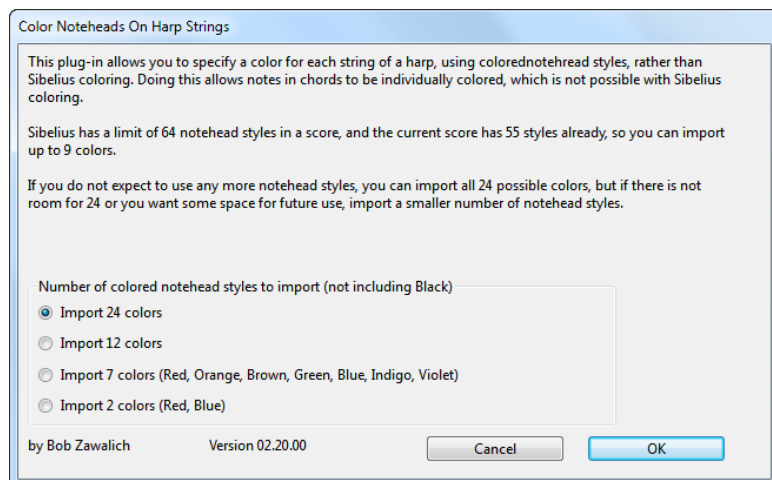 Color Noteheads On Harp Strings
This plug-in allows you to specify a color for each string of a harp, using colorednotehread styles, rather than
Sibelius coloring. Doing this allows notes in chords to be individually colored, which is not possible with Sibelius
coloring.
Sibelius has a limit of 64 notehead styles in a score, and the current score has 55 styles already, so you can import
up to 9 colors.
If you do not expect to use any more notehead styles, you can import all 24 possible colors, but if there is not
room for 24 or you want some space for future use, import a smaller number of notehead styles.
Number of colored notehead styles to import (not including Black)
Import 24 colors
Import 12 colors
Import 7 colors (Red, Orange, Brown, Green, Blue, Indigo, Violet)
Import 2 colors (Red, Blue)
by Bob Zawalich Version 02.20.00 Cancel OK